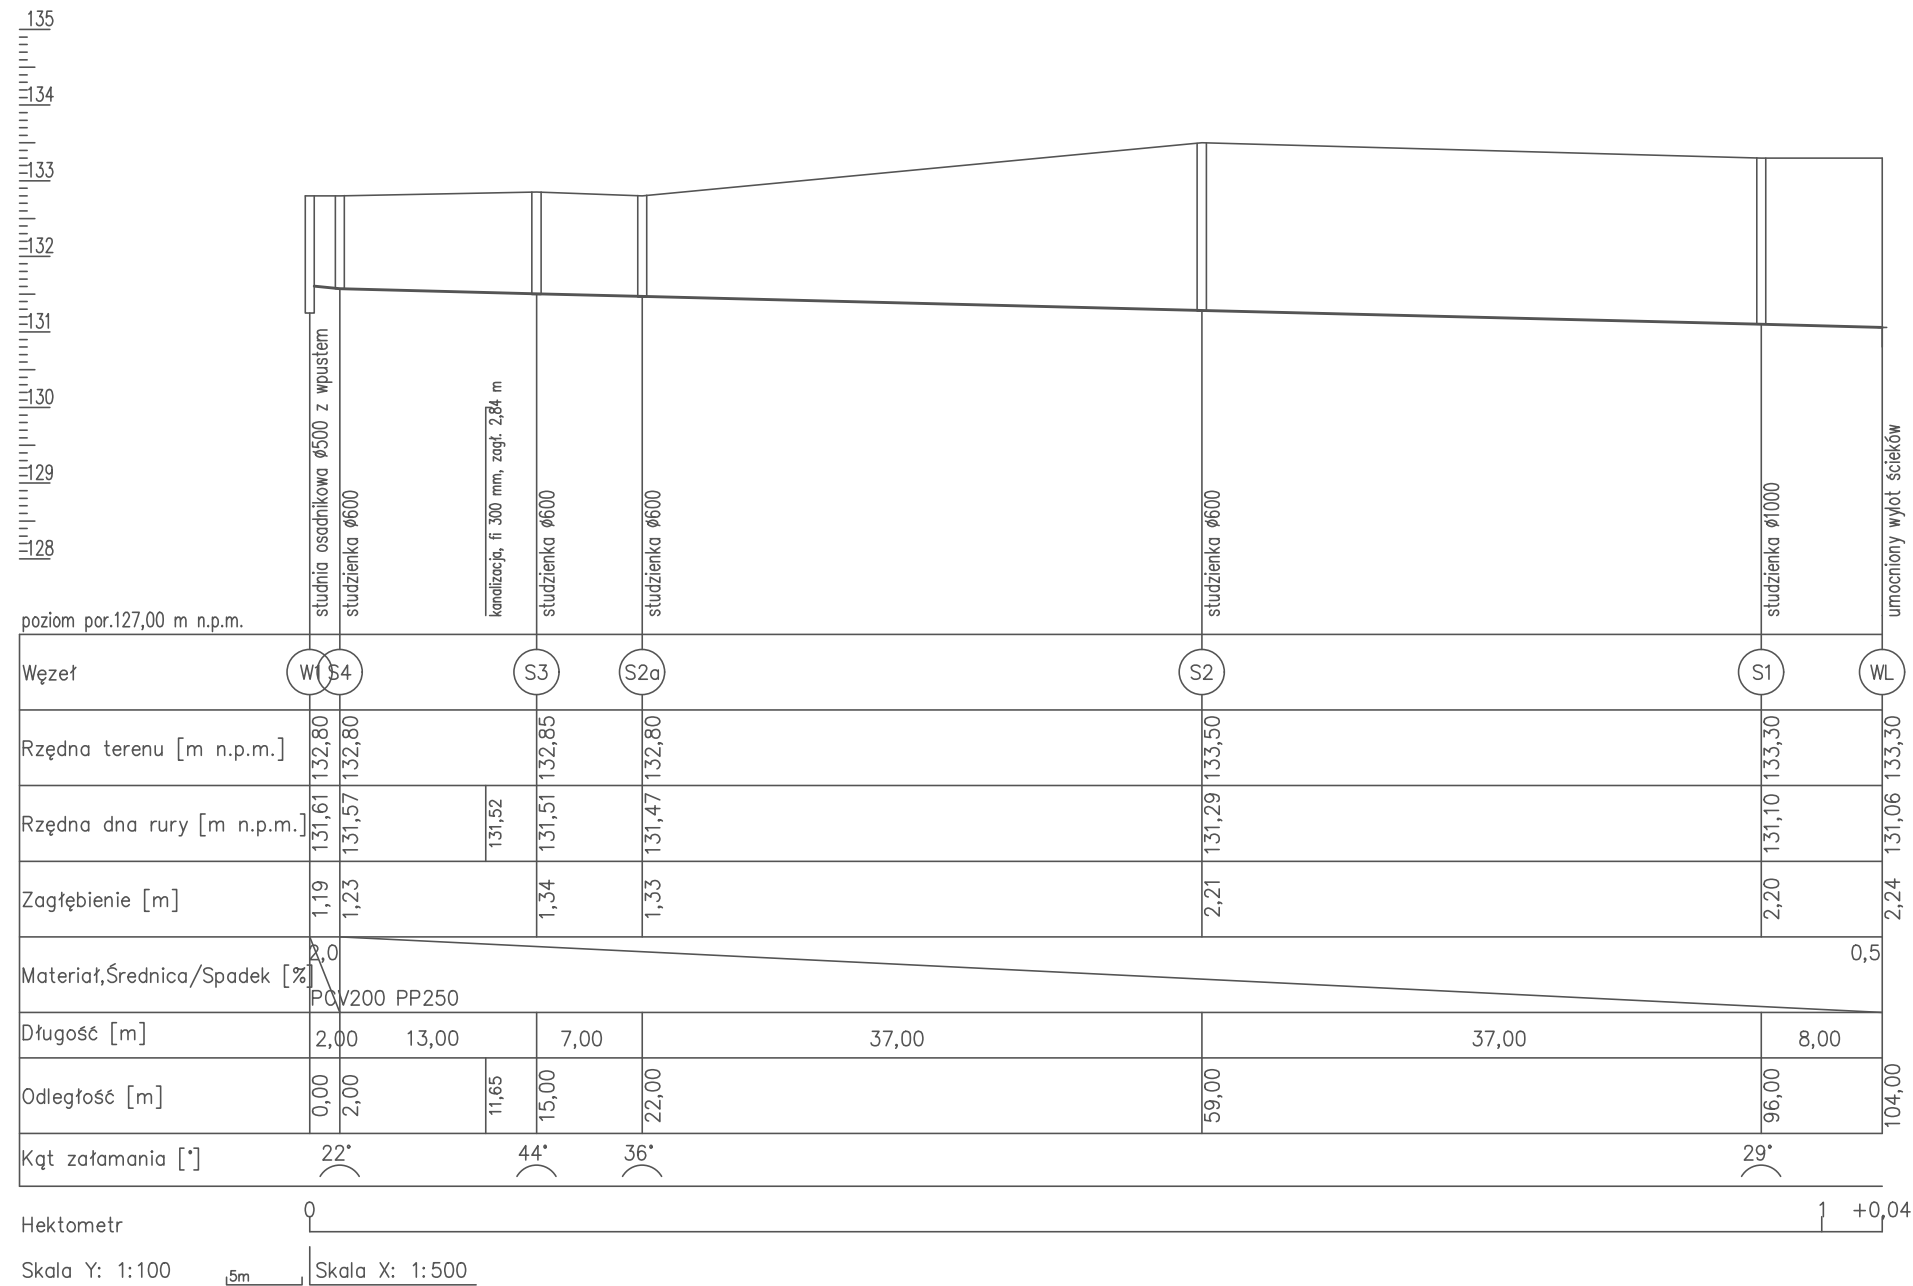 135
134
133
132
131
130
129
128
studnia osadnikowa ø500 z wpustem
studzienka ø600
kanalizacja, fi 300 mm, zagł. 2,84 m
studzienka ø600
studzienka ø600
studzienka ø600
studzienka ø1000
umocniony wylot ścieków
poziom por.127,00 m n.p.m.
Węzeł W1 S4 S3 S2a S2 S1 WL
Rzędna terenu [m n.p.m.] 132,80 132,80 132,85 132,80 133,50 133,30 133,30
Rzędna dna rury [m n.p.m.] 131,61 131,57 131,52 131,51 131,47 131,29 131,10 131,06
Zagłębienie [m] 1,19 1,23 1,34 1,33 2,21 2,20 2,24
2,0 0,5
Materiał,Średnica/Spadek [%]
PCV200 PP250
Długość [m] 2,00 13,00 7,00 37,00 37,00 8,00
Odległość [m] 0,00 2,00 11,65 15,00 22,00 59,00 96,00 104,00
Kąt załamania [°] 22° 44° 36° 29°
Hektometr 0 1 +0,04
Skala Y: 1:100 5m Skala X: 1:500